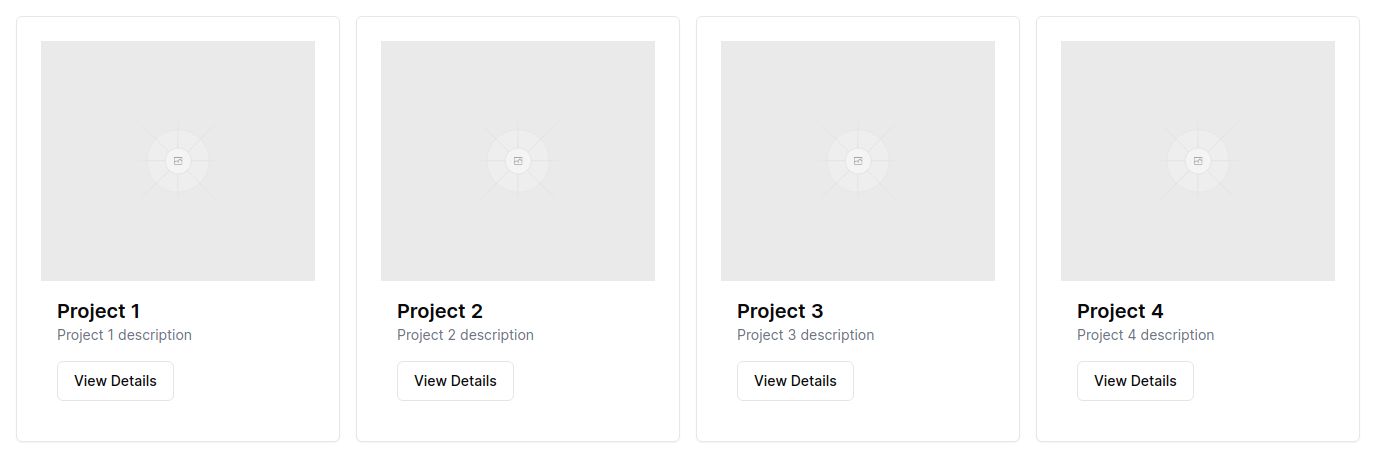 Project 1
Project 1 description
View Details
Project 2
Project 2 description
View Details
Project 3
Project 3 description
View Details
Project 4
Project 4 description
View Details